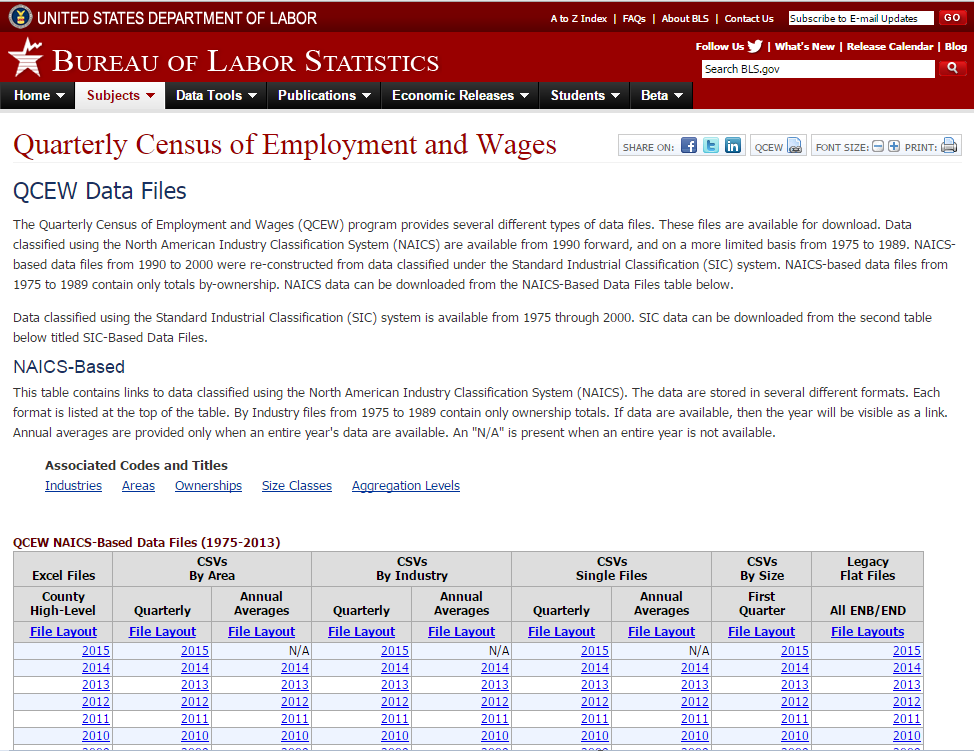 UNITED STATES DEPARTMENT OF LABOR
A to Z Index | FAQs | About BLS | Contact Us Subscribe to E-mail Updates GO
Follow Us | What's New | Release Calendar | Blog
BUREAU OF LABOR STATISTICS
Search BLS.gov
Home Subjects Data Tools Publications Economic Releases Students Beta
Quarterly Census of Employment and Wages
SHARE ON: QCEW FONT SIZE: PRINT:
QCEW Data Files
The Quarterly Census of Employment and Wages (QCEW) program provides several different types of data files. These files are available for download. Data
classified using the North American Industry Classification System (NAICS) are available from 1990 forward, and on a more limited basis from 1975 to 1989. NAICS-
based data files from 1990 to 2000 were re-constructed from data classified under the Standard Industrial Classification (SIC) system. NAICS-based data files from
1975 to 1989 contain only totals by-ownership. NAICS data can be downloaded from the NAICS-Based Data Files table below.
Data classified using the Standard Industrial Classification (SIC) system is available from 1975 through 2000. SIC data can be downloaded from the second table
below titled SIC-Based Data Files.
NAICS-Based
This table contains links to data classified using the North American Industry Classification System (NAICS). The data are stored in several different formats. Each
format is listed at the top of the table. By Industry files from 1975 to 1989 contain only ownership totals. If data are available, then the year will be visible as a link.
Annual averages are provided only when an entire year's data are available. An "N/A" is present when an entire year is not available.
Associated Codes and Titles
Industries Areas Ownerships Size Classes Aggregation Levels
QCEW NAICS-Based Data Files (1975-2013)
CSVs CSVs CSVs CSVs Legacy
Excel Files By Area By Industry Single Files By Size Flat Files
County Annual Annual Annual First
High-Level Quarterly Averages Quarterly Averages Quarterly Averages Quarter All ENB/END
File Layout File Layout File Layout File Layout File Layout File Layout File Layout File Layout File Layouts
2015 2015 N/A 2015 N/A 2015 N/A 2015 2015
2014 2014 2014 2014 2014 2014 2014 2014 2014
2013 2013 2013 2013 2013 2013 2013 2013 2013
2012 2012 2012 2012 2012 2012 2012 2012 2012
2011 2011 2011 2011 2011 2011 2011 2011 2011
2010 2010 2010 2010 2010 2010 2010 2010 2010